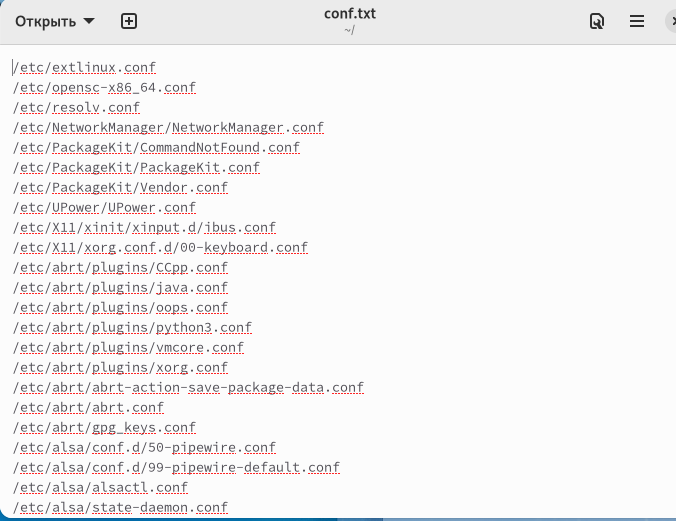 Открыть
conf.txt
~/
/etc/extlinux.conf
/etc/opensc-x86_64.conf
/etc/resolv.conf
/etc/NetworkManager/NetworkManager.conf
/etc/PackageKit/CommandNotFound.conf
/etc/PackageKit/PackageKit.conf
/etc/PackageKit/Vendor.conf
/etc/UPower/UPower.conf
/etc/X11/xinit/xinput.d/ibus.conf
/etc/X11/xorg.conf.d/00-keyboard.conf
/etc/abrt/plugins/CCpp.conf
/etc/abrt/plugins/java.conf
/etc/abrt/plugins/oops.conf
/etc/abrt/plugins/python3.conf
/etc/abrt/plugins/vmcore.conf
/etc/abrt/plugins/xorg.conf
/etc/abrt/abrt-action-save-package-data.conf
/etc/abrt/abrt.conf
/etc/abrt/gpg_keys.conf
/etc/alsa/conf.d/50-pipewire.conf
/etc/alsa/conf.d/99-pipewire-default.conf
/etc/alsa/alsactl.conf
/etc/alsa/state-daemon.conf